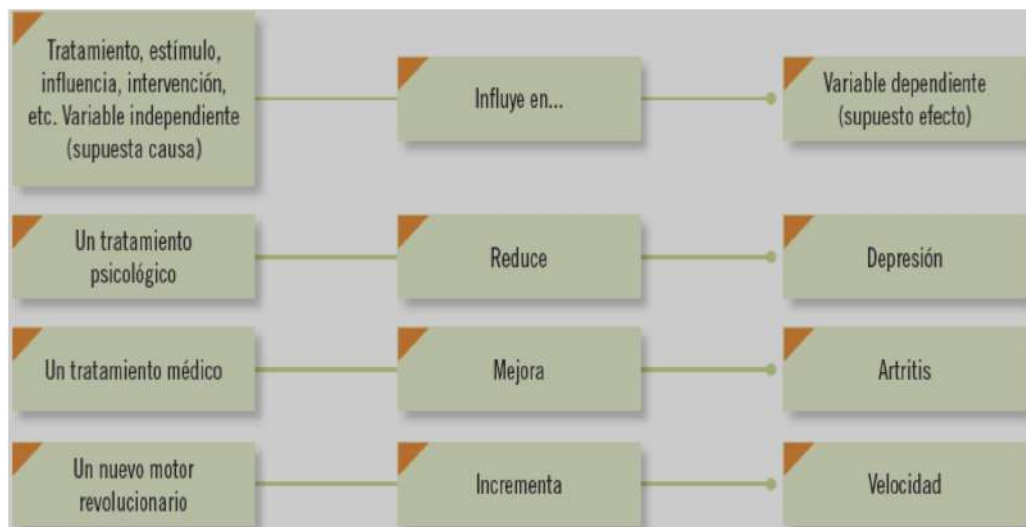 Tratamiento, estímulo,
influencia, intervención,
etc. Variable independiente
(supuesta causa)
Influye en...
Variable dependiente
(supuesto efecto)
Un tratamiento
psicológico
Reduce
Depresión
Un tratamiento médico
Mejora
Artritis
Un nuevo motor
revolucionario
Incrementa
Velocidad